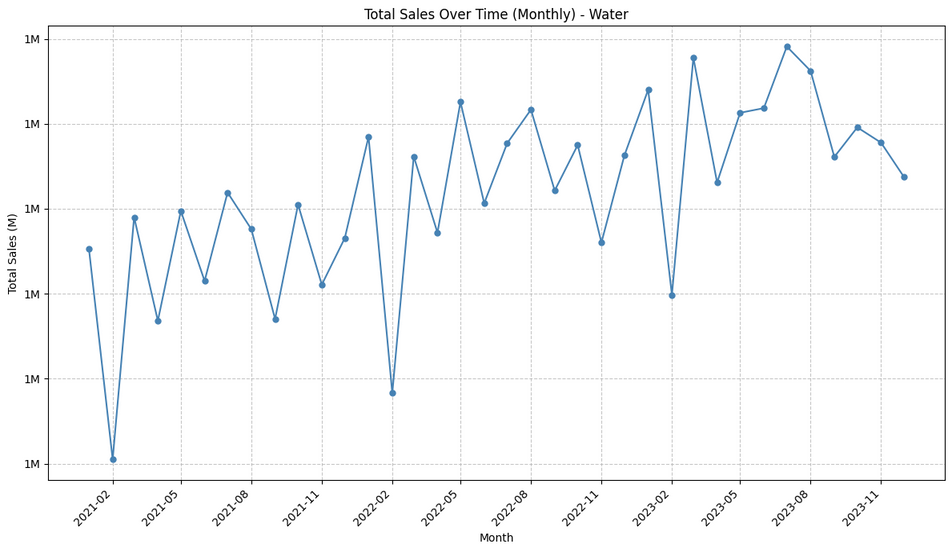 Total Sales Over Time (Monthly) - Water
1M
1M
1M
1M
1M
1M
Total Sales (M)
2021-02
2021-05
2021-08
2021-11
2022-02
2022-05
2022-08
2022-11
2023-02
2023-05
2023-08
2023-11
Month